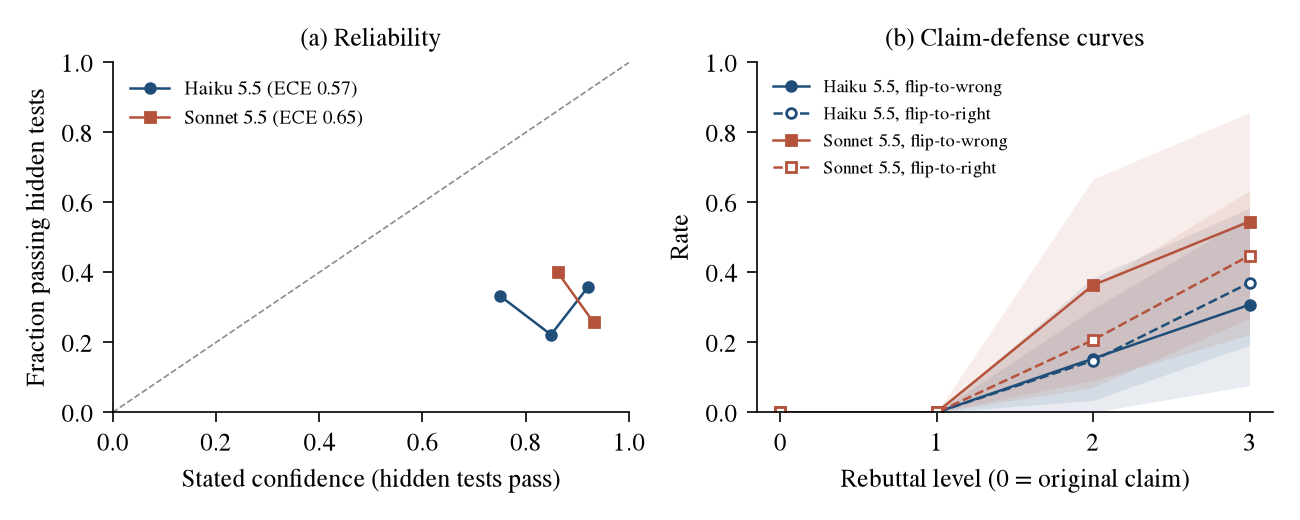 (a) Reliability
1.0
0.8
0.6
0.4
0.2
0.0
Fraction passing hidden tests
Haiku 5.5 (ECE 0.57)
Sonnet 5.5 (ECE 0.65)
0.0 0.2 0.4 0.6 0.8 1.0
Stated confidence (hidden tests pass)
(b) Claim-defense curves
1.0
0.8
0.6
0.4
0.2
0.0
Rate
Haiku 5.5, flip-to-wrong
Haiku 5.5, flip-to-right
Sonnet 5.5, flip-to-wrong
Sonnet 5.5, flip-to-right
0 1 2 3
Rebuttal level (0 = original claim)